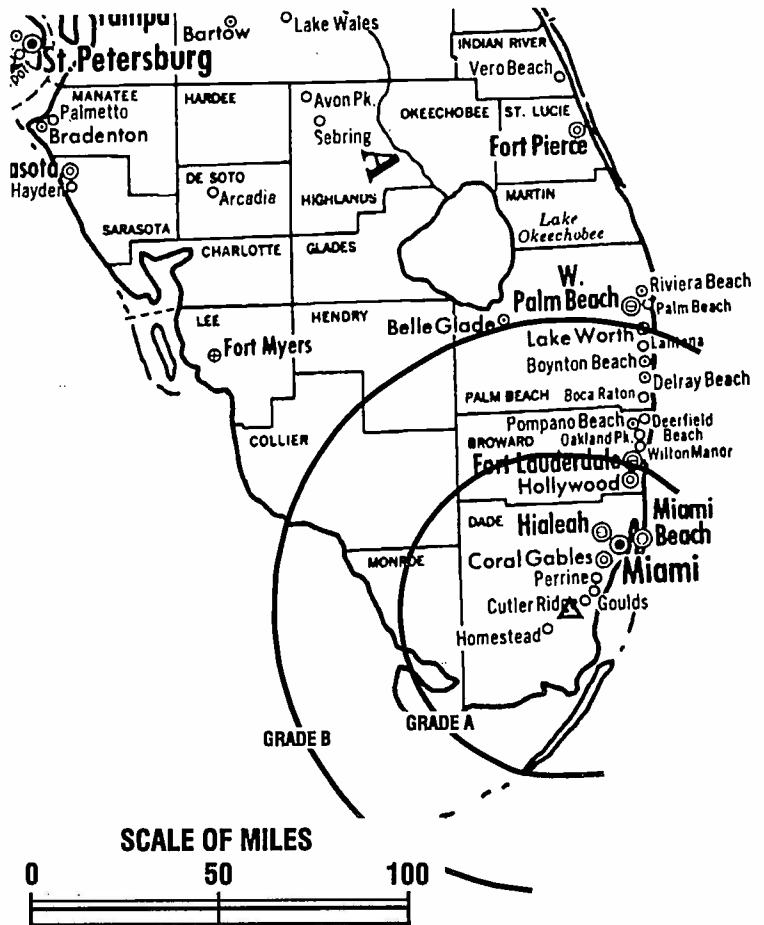 Tampa
St. Petersburg
Bartow
Lake Wales
INDIAN RIVER
Vero Beach
MANATEE
Palmetto
Bradenton
HARDEE
Avon Pk.
Sebring
OKEECHOBEE
ST. LUCIE
Fort Pierce
asota
Hayden
DE SOTO
Arcadia
HIGHLANDS
A
MARTIN
Lake
Okeechobee
SARASOTA
CHARLOTTE
GLADES
W.
Palm Beach
Riviera Beach
Palm Beach
LEE
Fort Myers
HENDRY
Belle Glade
Lake Worth
Lantana
Boynton Beach
Delray Beach
PALM BEACH
Boca Raton
COLLIER
Pompano Beach
Deerfield
Beach
BROWARD
Oakland Pk.
Wilton Manor
Fort Lauderdale
Hollywood
DADE
Hialeah
Miami
Beach
MONROE
Coral Gables
Miami
Perrine
Cutler Ridge
Goulds
Homestead
GRADE B
GRADE A
SCALE OF MILES
0 50 100